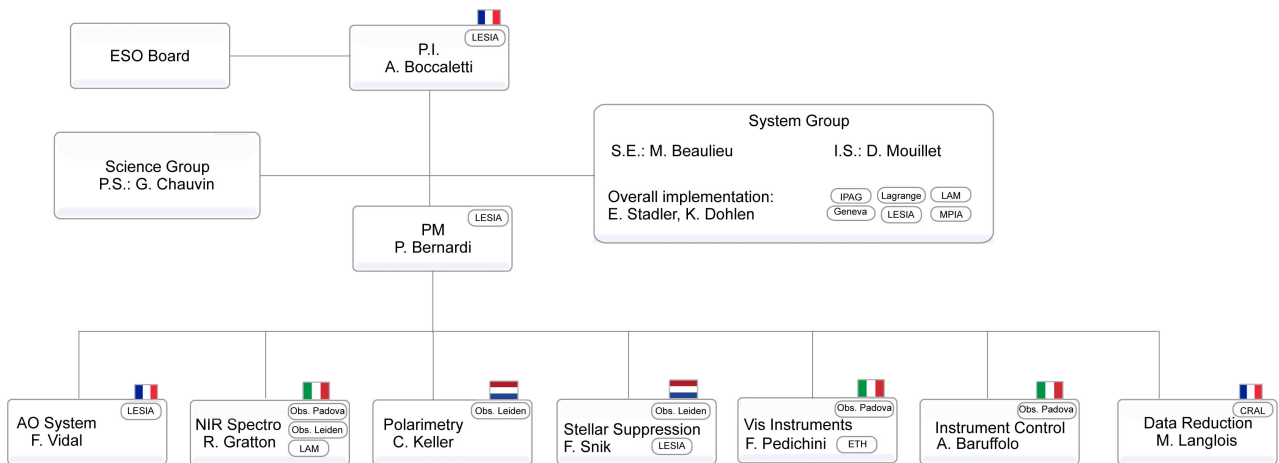 LESIA
ESO Board
P.I.
A. Boccaletti
System Group
S.E.: M. Beaulieu
I.S.: D. Mouillet
Science Group
P.S.: G. Chauvin
Overall implementation:
E. Stadler, K. Dohlen
IPAG
Lagrange
LAM
Geneva
LESIA
MPIA
LESIA
PM
P. Bernardi
LESIA
AO System
F. Vidal
Obs. Padova
NIR Spectro
Obs. Leiden
R. Gratton
LAM
Obs. Leiden
Polarimetry
C. Keller
Obs. Leiden
Stellar Suppression
F. Snik
LESIA
Obs. Padova
Vis Instruments
F. Pedichini
ETH
Obs. Padova
Instrument Control
A. Baruffolo
CRAL
Data Reduction
M. Langlois